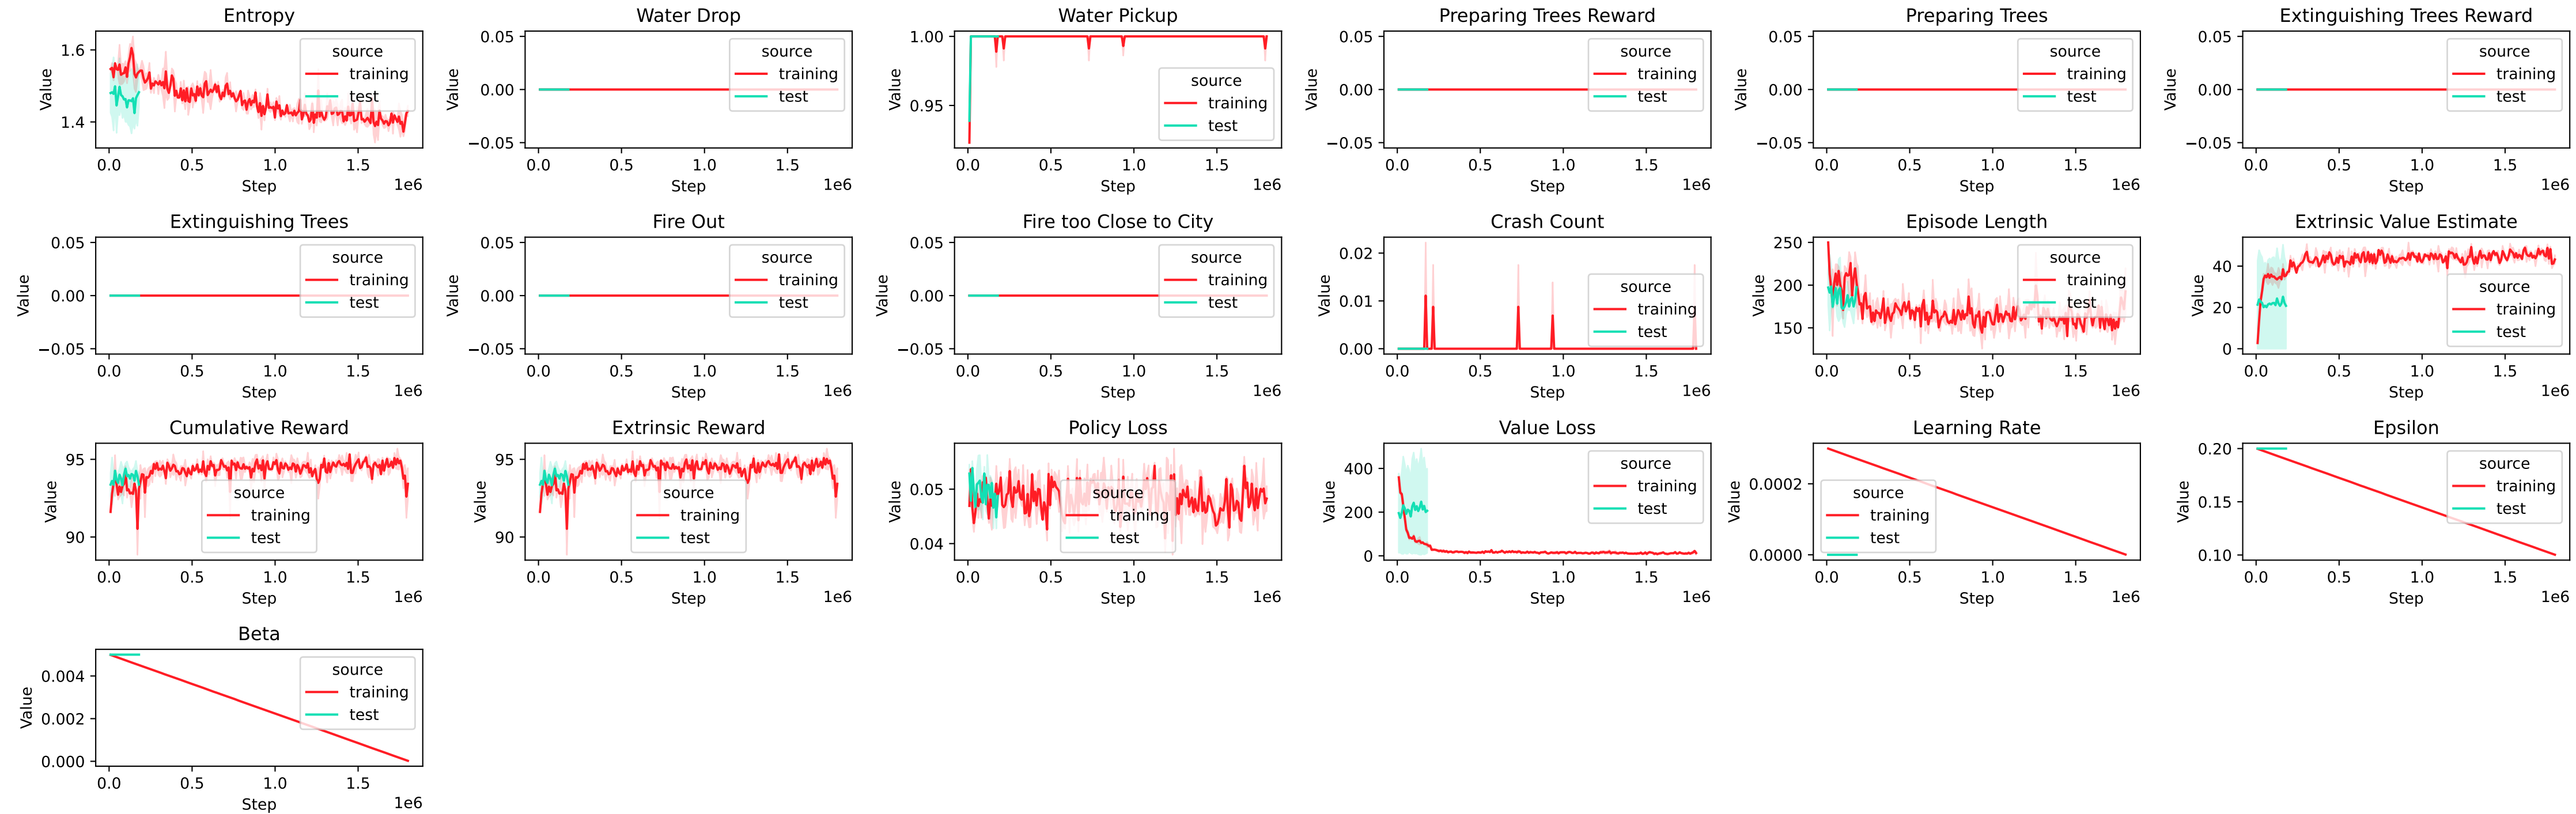 Entropy
Value
1.6
1.4
source
training
test
0.0 0.5 1.0 1.5
Step 1e6
Water Drop
Value
0.05
0.00
−0.05
source
training
test
0.0 0.5 1.0 1.5
Step 1e6
Water Pickup
Value
1.00
0.95
source
training
test
0.0 0.5 1.0 1.5
Step 1e6
Preparing Trees Reward
Value
0.05
0.00
−0.05
source
training
test
0.0 0.5 1.0 1.5
Step 1e6
Preparing Trees
Value
0.05
0.00
−0.05
source
training
test
0.0 0.5 1.0 1.5
Step 1e6
Extinguishing Trees Reward
Value
0.05
0.00
−0.05
source
training
test
0.0 0.5 1.0 1.5
Step 1e6
Extinguishing Trees
Value
0.05
0.00
−0.05
source
training
test
0.0 0.5 1.0 1.5
Step 1e6
Fire Out
Value
0.05
0.00
−0.05
source
training
test
0.0 0.5 1.0 1.5
Step 1e6
Fire too Close to City
Value
0.05
0.00
−0.05
source
training
test
0.0 0.5 1.0 1.5
Step 1e6
Crash Count
Value
0.02
0.01
0.00
source
training
test
0.0 0.5 1.0 1.5
Step 1e6
Episode Length
Value
250
200
150
source
training
test
0.0 0.5 1.0 1.5
Step 1e6
Extrinsic Value Estimate
Value
40
20
0
source
training
test
0.0 0.5 1.0 1.5
Step 1e6
Cumulative Reward
Value
95
90
source
training
test
0.0 0.5 1.0 1.5
Step 1e6
Extrinsic Reward
Value
95
90
source
training
test
0.0 0.5 1.0 1.5
Step 1e6
Policy Loss
Value
0.05
0.04
source
training
test
0.0 0.5 1.0 1.5
Step 1e6
Value Loss
Value
400
200
0
source
training
test
0.0 0.5 1.0 1.5
Step 1e6
Learning Rate
Value
0.0002
0.0000
source
training
test
0.0 0.5 1.0 1.5
Step 1e6
Epsilon
Value
0.20
0.15
0.10
source
training
test
0.0 0.5 1.0 1.5
Step 1e6
Beta
Value
0.004
0.002
0.000
source
training
test
0.0 0.5 1.0 1.5
Step 1e6